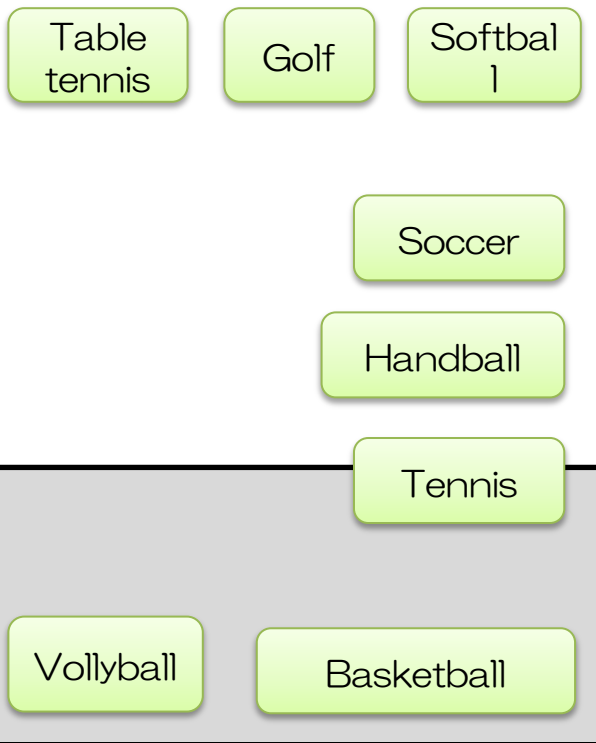 Table
tennis
Golf
Softbal
l
Soccer
Handball
Tennis
Vollyball
Basketball